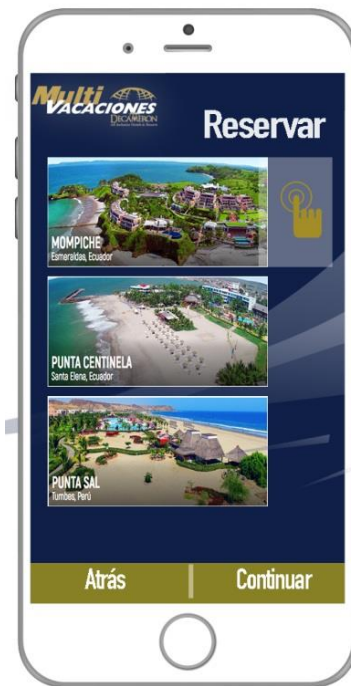 Multi
VACACIONES
DECAMERON
Reservar
MOMPICHE
Esmeraldas, Ecuador
PUNTA CENTINELA
Santa Elena, Ecuador
PUNTA SAL
Tumbes, Perú
Atrás
Continuar